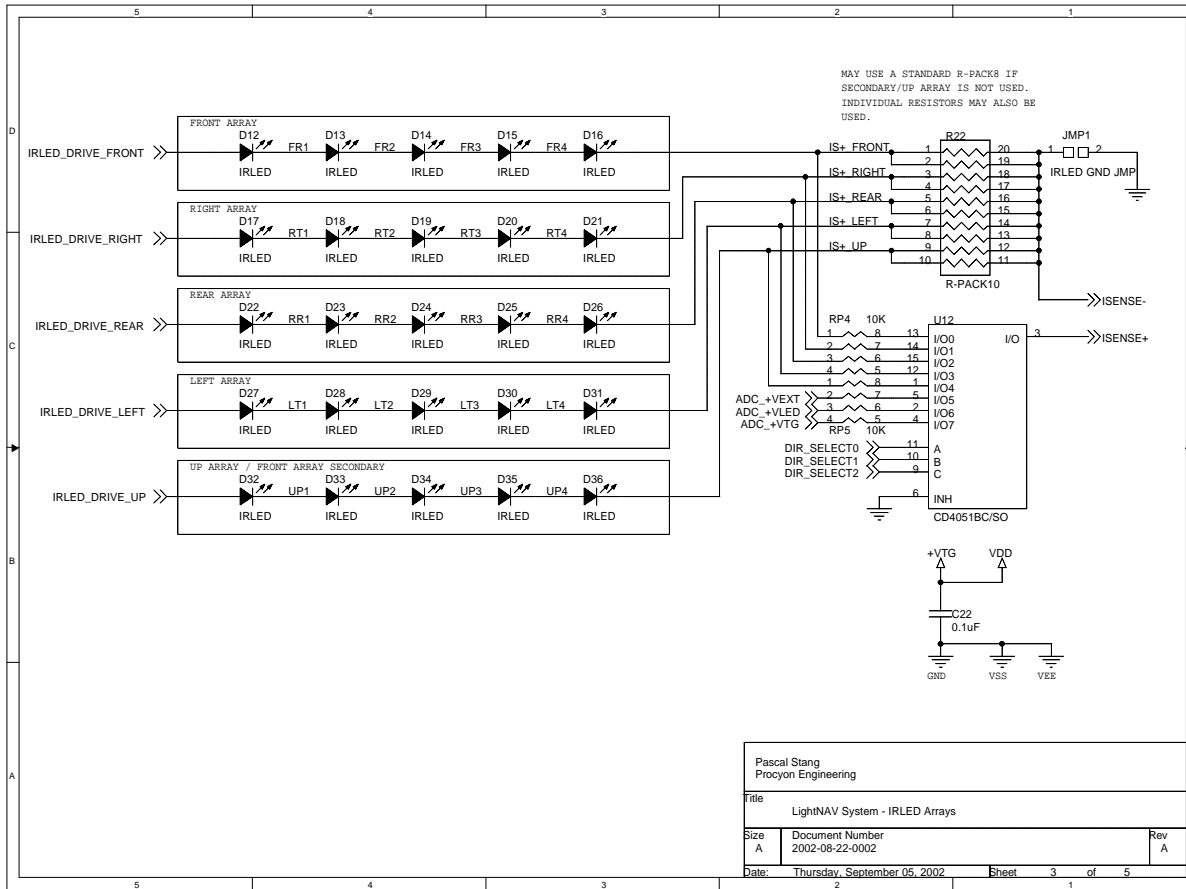 5 4 3 2 1
MAY USE A STANDARD R-PACK8 IF
SECONDARY/UP ARRAY IS NOT USED.
INDIVIDUAL RESISTORS MAY ALSO BE
USED.
D
FRONT ARRAY
D12 D13 D14 D15 D16
IRLED_DRIVE_FRONT FR1 FR2 FR3 FR4
IRLED IRLED IRLED IRLED IRLED
RIGHT ARRAY
D17 D18 D19 D20 D21
IRLED_DRIVE_RIGHT RT1 RT2 RT3 RT4
IRLED IRLED IRLED IRLED IRLED
REAR ARRAY
D22 D23 D24 D25 D26
IRLED_DRIVE_REAR RR1 RR2 RR3 RR4
IRLED IRLED IRLED IRLED IRLED
C
LEFT ARRAY
D27 D28 D29 D30 D31
IRLED_DRIVE_LEFT LT1 LT2 LT3 LT4
IRLED IRLED IRLED IRLED IRLED
UP ARRAY / FRONT ARRAY SECONDARY
D32 D33 D34 D35 D36
IRLED_DRIVE_UP UP1 UP2 UP3 UP4
IRLED IRLED IRLED IRLED IRLED
R22 JMP1
IS+_FRONT 1 20 1 2
2 19
IS+_RIGHT 3 18 IRLED GND JMP
4 17
IS+_REAR 5 16
6 15
IS+_LEFT 7 14
8 13
IS+_UP 9 12
10 11
R-PACK10
ISENSE-
RP4 10K U12
1 8 13 I/O0 I/O 3 ISENSE+
2 7 14 I/O1
3 6 15 I/O2
4 5 12 I/O3
1 8 1 I/O4
ADC_+VEXT 2 7 5 I/O5
ADC_+VLED 3 6 2 I/O6
ADC_+VTG 4 5 4 I/O7
RP5 10K
DIR_SELECT0 11 A
DIR_SELECT1 10 B
DIR_SELECT2 9 C
6 INH
CD4051BC/SO
B
+VTG VDD
C22
0.1uF
GND VSS VEE
A
Pascal Stang
Procyon Engineering
Title
LightNAV System - IRLED Arrays
Size Document Number Rev
A 2002-08-22-0002 A
Date: Thursday, September 05, 2002 Sheet 3 of 5
5 4 3 2 1